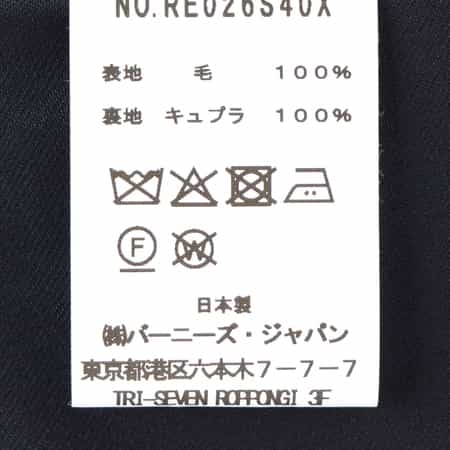 NO.RE026S40X
表地 毛 100%
裏地 キュプラ 100%
F W
日本製
㈱バーニーズ・ジャパン
東京都港区六本木7-7-7
TRI-SEVEN ROPPONGI 3F